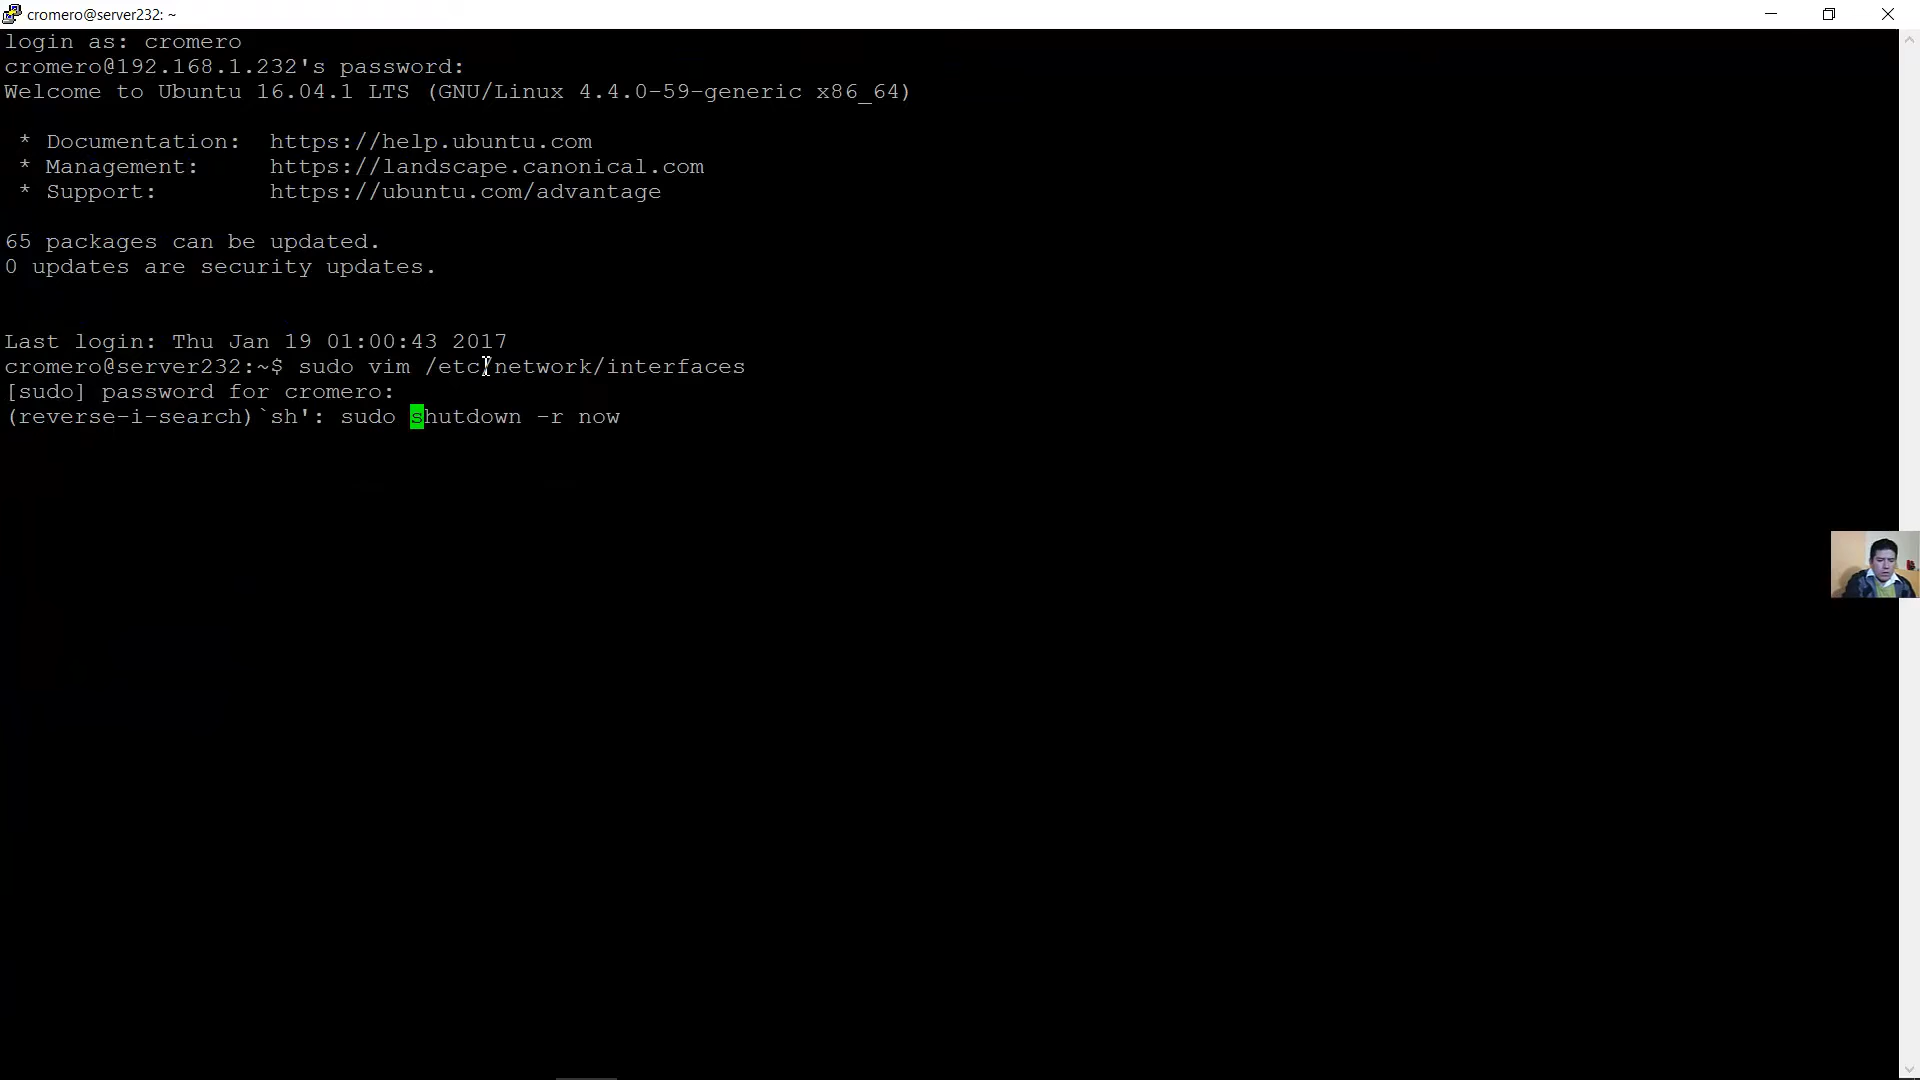 cromero@server232: ~
login as: cromero
cromero@192.168.1.232's password:
Welcome to Ubuntu 16.04.1 LTS (GNU/Linux 4.4.0-59-generic x86_64)
* Documentation:  https://help.ubuntu.com
* Management:     https://landscape.canonical.com
* Support:        https://ubuntu.com/advantage
65 packages can be updated.
0 updates are security updates.
Last login: Thu Jan 19 01:00:43 2017
cromero@server232:~$ sudo vim /etc/network/interfaces
[sudo] password for cromero:
(reverse-i-search)`sh': sudo shutdown -r now